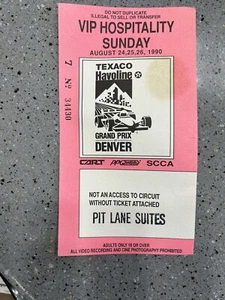 DO NOT DUPLICATE
ILLEGAL TO SELL OR TRANSFER
VIP HOSPITALITY
SUNDAY
AUGUST 24,25,26, 1990
7 No 34430
TEXACO
Havoline
GRAND PRIX
DENVER
CART PPG SCCA
NOT AN ACCESS TO CIRCUIT
WITHOUT TICKET ATTACHED
PIT LANE SUITES
ADULTS ONLY 18 OR OVER
ALL VIDEO RECORDING AND CINE PHOTOGRAPHY PROHIBITED